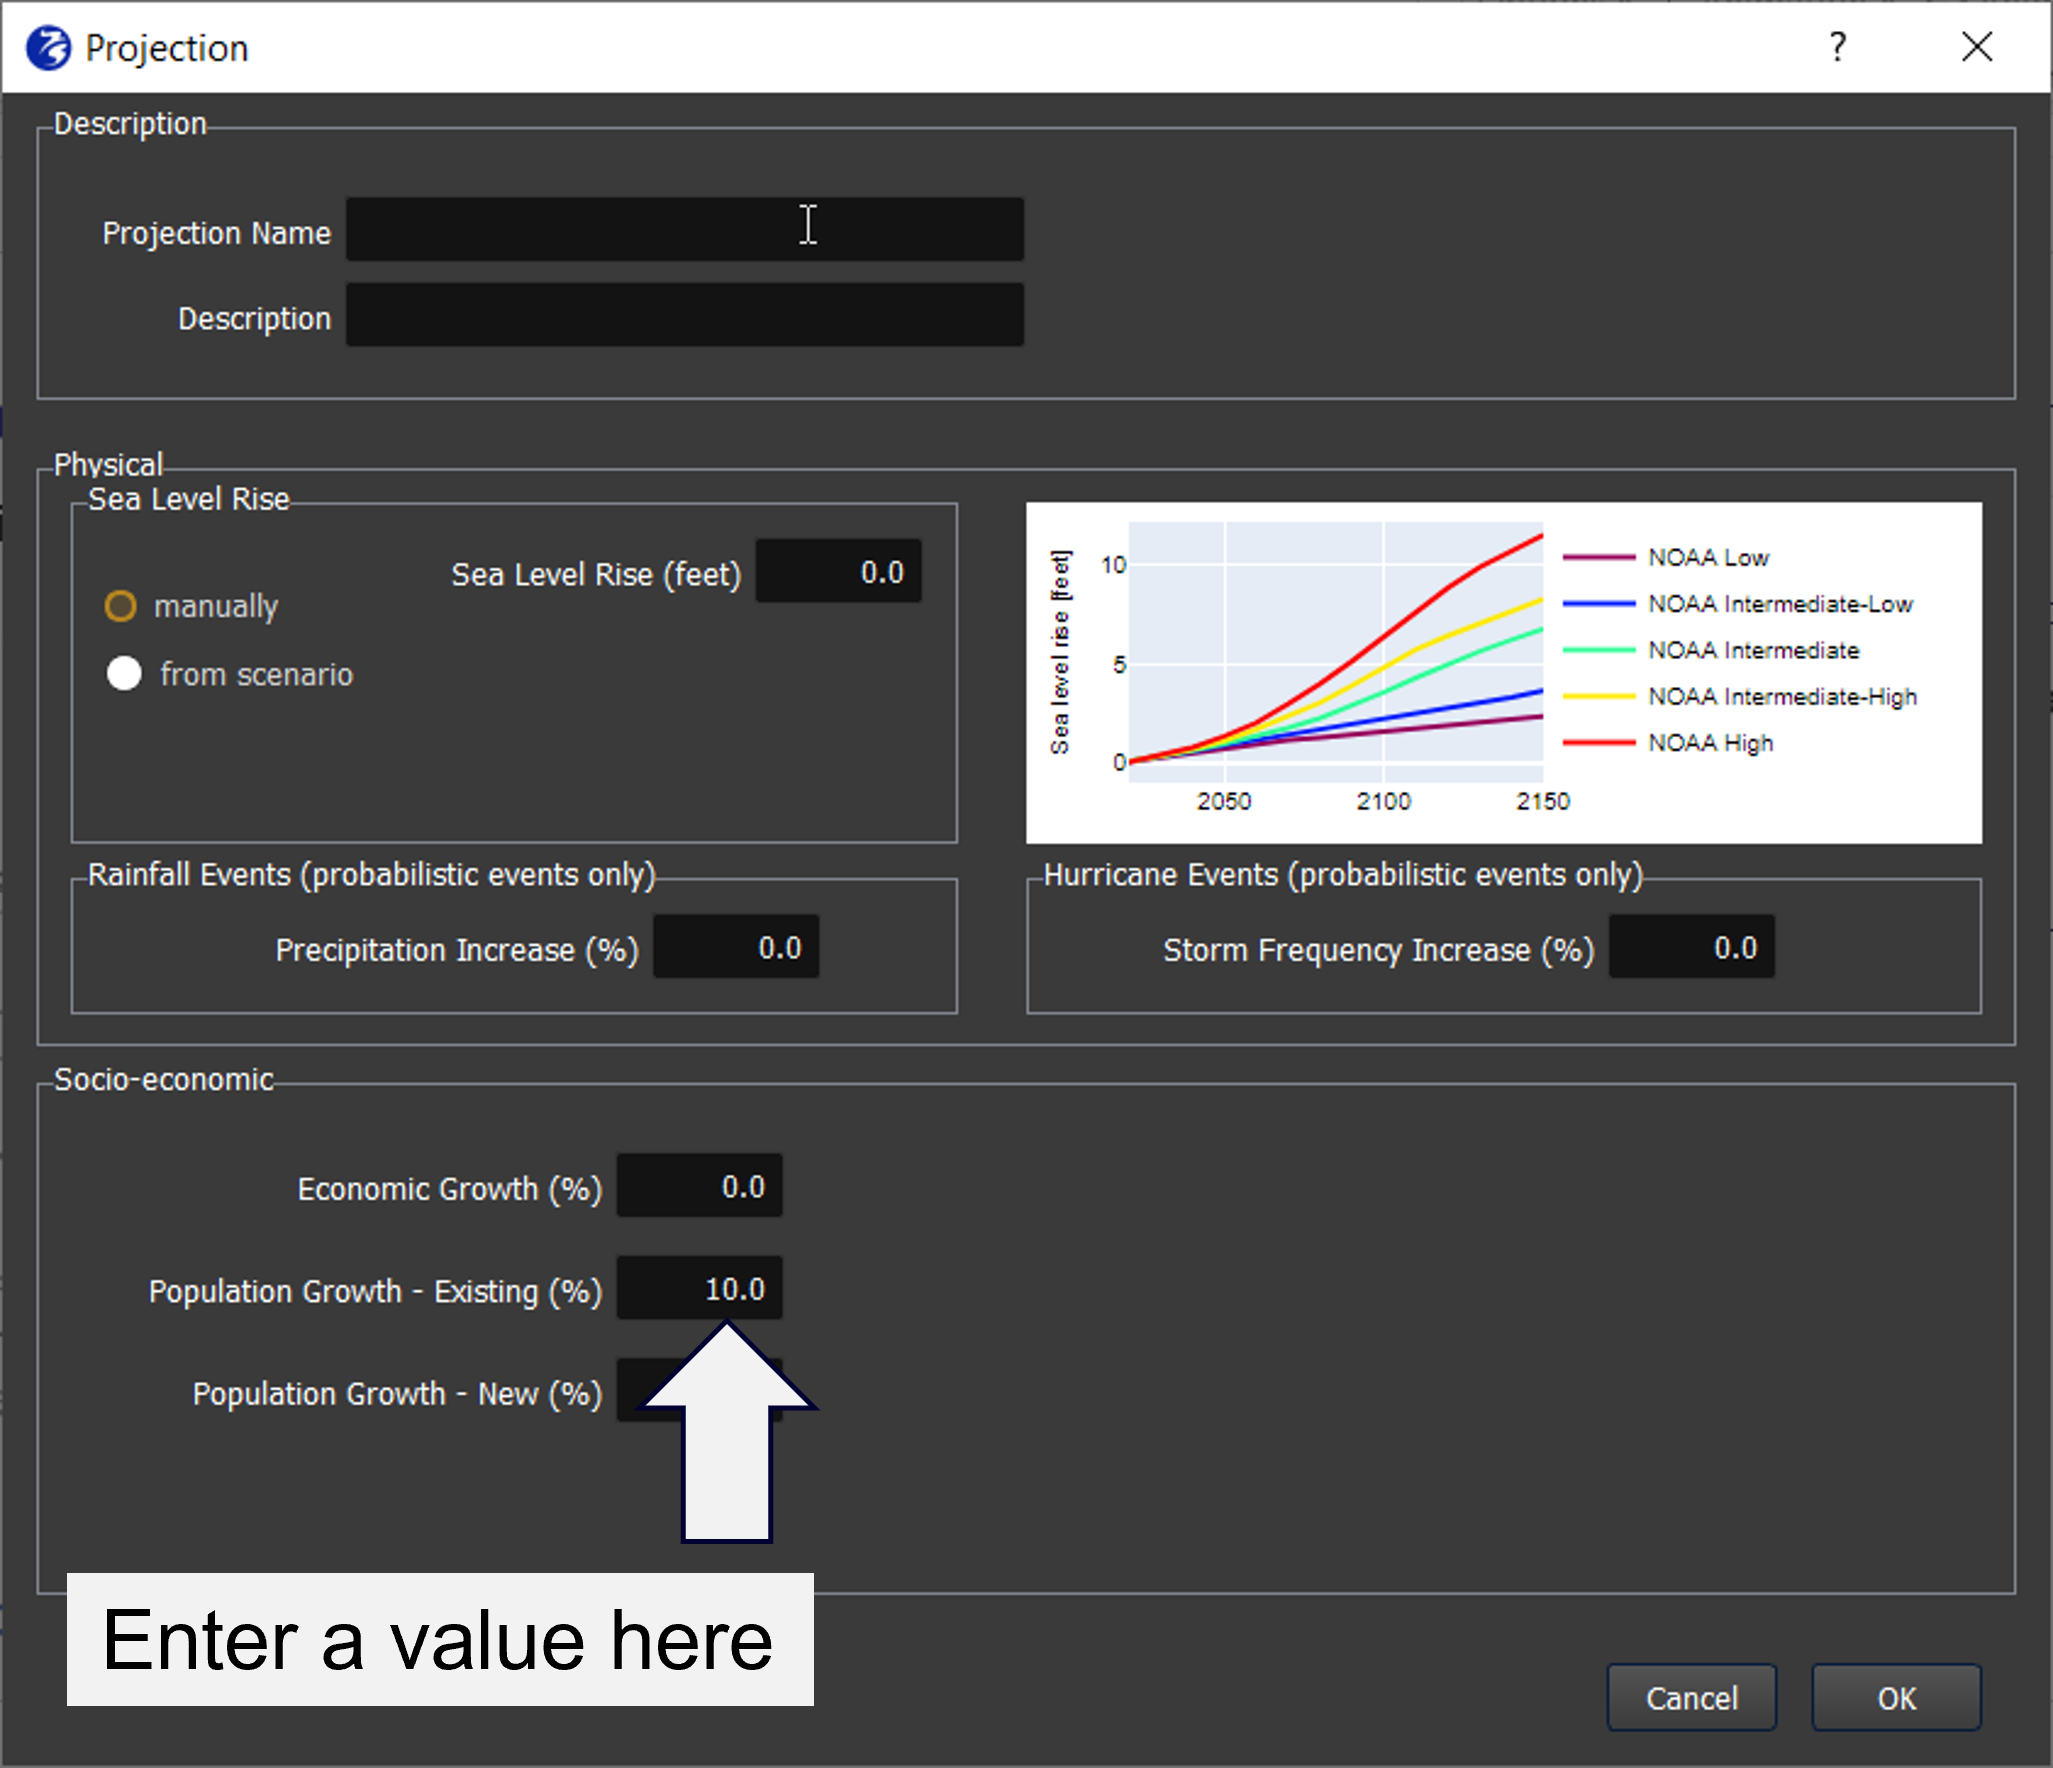 Projection
?
Description
Projection Name
Description
Physical
Sea Level Rise
Sea Level Rise (feet) 0.0
manually
from scenario
Sea level rise [feet]
10
5
0
2050 2100 2150
NOAA Low
NOAA Intermediate-Low
NOAA Intermediate
NOAA Intermediate-High
NOAA High
Rainfall Events (probabilistic events only)
Precipitation Increase (%) 0.0
Hurricane Events (probabilistic events only)
Storm Frequency Increase (%) 0.0
Socio-economic
Economic Growth (%) 0.0
Population Growth - Existing (%) 10.0
Population Growth - New (%)
Enter a value here
Cancel OK